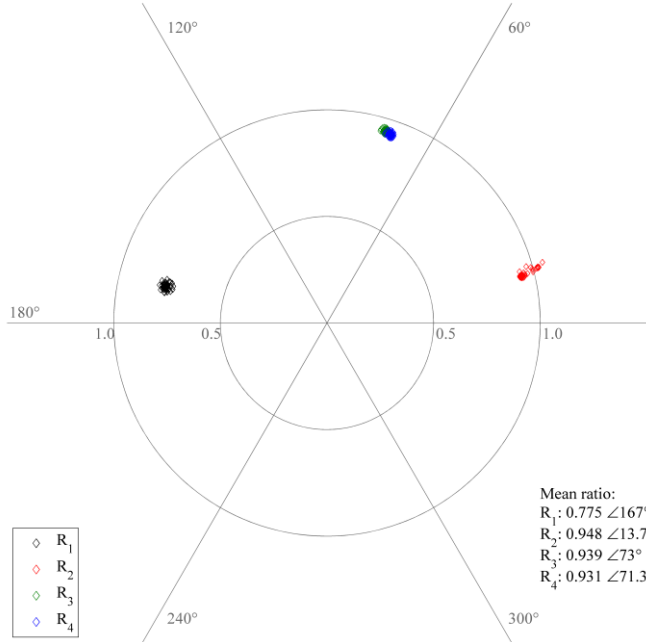 120°
60°
180°
1.0
0.5
0.5
1.0
Mean ratio:
R1: 0.775 ∠167°
R2: 0.948 ∠13.7
R3: 0.939 ∠73°
R4: 0.931 ∠71.3
R1
R2
R3
R4
240°
300°